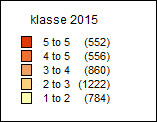 klasse 2015
5 to 5 (552)
4 to 5 (556)
3 to 4 (860)
2 to 3 (1222)
1 to 2 (784)